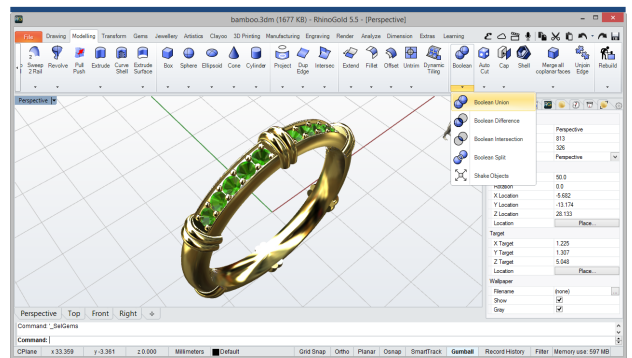 bamboo.3dm (1677 KB) - RhinoGold 5.5 - [Perspective]
File Drawing Modelling Transform Gems Jewellery Artistics Clayoo 3D Printing Manufacturing Engraving Render Analyze Dimension Extras Learning
Sweep 2 Rail Revolve Pull Push Extrude Curve Shell Extrude Surface Box Sphere Ellipsoid Cone Cylinder Project Dup Edge Intersec Extend Fillet Offset Untrim Dynamic Tiling Boolean Auto Cut Cap Shell Merge all coplanar faces Unjoin Edge Rebuild
Perspective
Boolean Union
Boolean Difference
Boolean Intersection
Boolean Split
Shake Objects
Perspective
813
326
Perspective
50.0
Rotation 0.0
X Location -5.682
Y Location -13.174
Z Location 28.133
Location Place...
Target
X Target 1.225
Y Target 1.307
Z Target 5.048
Location Place...
Wallpaper
Filename (none)
Show
Gray
Perspective Top Front Right
Command: '_SelGems
Command:
CPlane x 33.359 y -3.361 z 0.000 Millimeters Default Grid Snap Ortho Planar Osnap SmartTrack Gumball Record History Filter Memory use: 597 MB